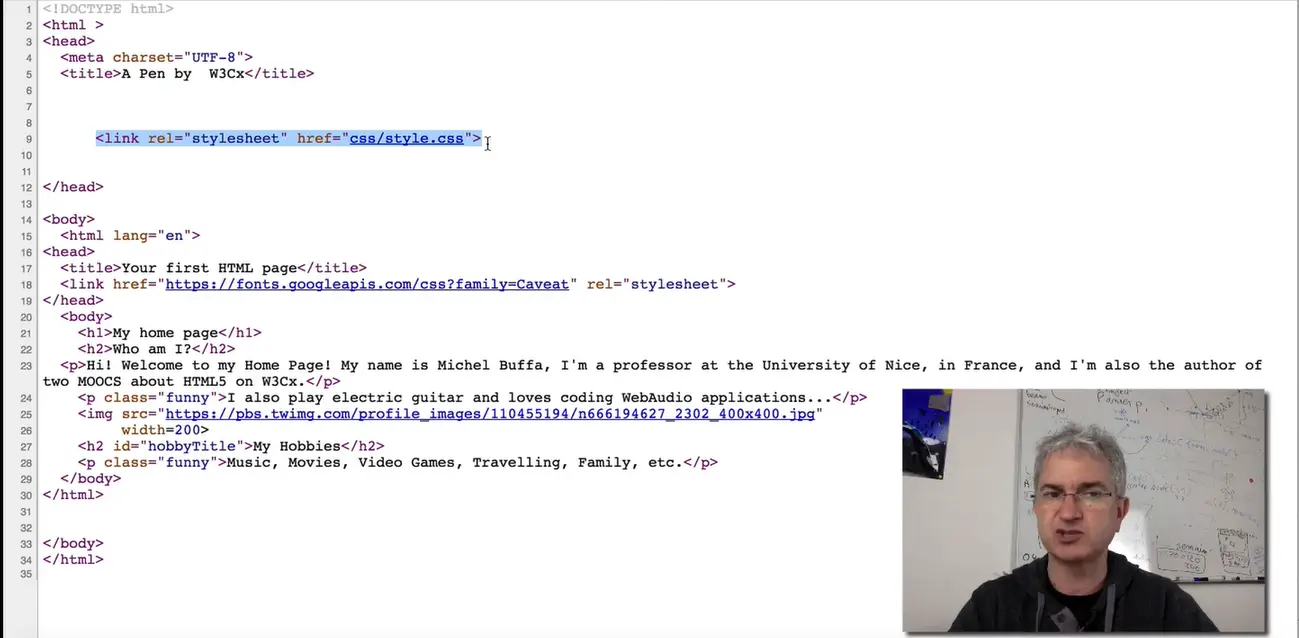 1 <!DOCTYPE html>
2 <html >
3 <head>
4 <meta charset="UTF-8">
5 <title>A Pen by  W3Cx</title>
6
7
8
9 <link rel="stylesheet" href="css/style.css">
10
11
12 </head>
13
14 <body>
15 <html lang="en">
16 <head>
17 <title>Your first HTML page</title>
18 <link href="https://fonts.googleapis.com/css?family=Caveat" rel="stylesheet">
19 </head>
20 <body>
21 <h1>My home page</h1>
22 <h2>Who am I?</h2>
23 <p>Hi! Welcome to my Home Page! My name is Michel Buffa, I'm a professor at the University of Nice, in France, and I'm also the author of
two MOOCS about HTML5 on W3Cx.</p>
24 <p class="funny">I also play electric guitar and loves coding WebAudio applications...</p>
25 <img src="https://pbs.twimg.com/profile_images/110455194/n666194627_2302_400x400.jpg"
26 width=200>
27 <h2 id="hobbyTitle">My Hobbies</h2>
28 <p class="funny">Music, Movies, Video Games, Travelling, Family, etc.</p>
29 </body>
30 </html>
31
32
33 </body>
34 </html>
35